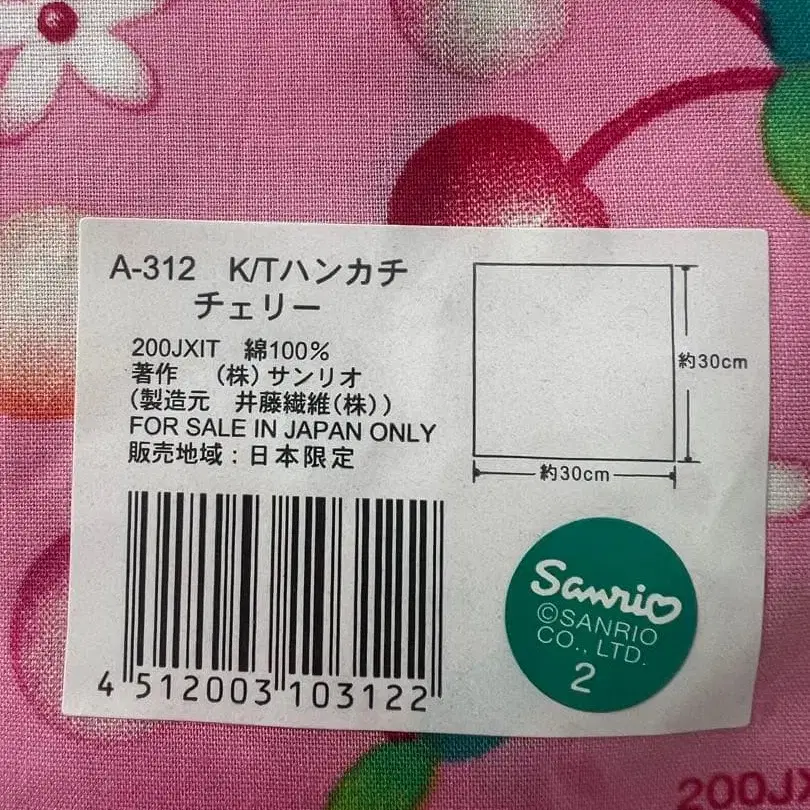 A-312 K/Tハンカチ
チェリー
200JXIT 綿100%
著作 (株)サンリオ
(製造元 井藤繊維(株))
FOR SALE IN JAPAN ONLY
販売地域:日本限定
約30cm
約30cm
4 512003 103122
Sanrio
©SANRIO
CO., LTD.
2
200JX